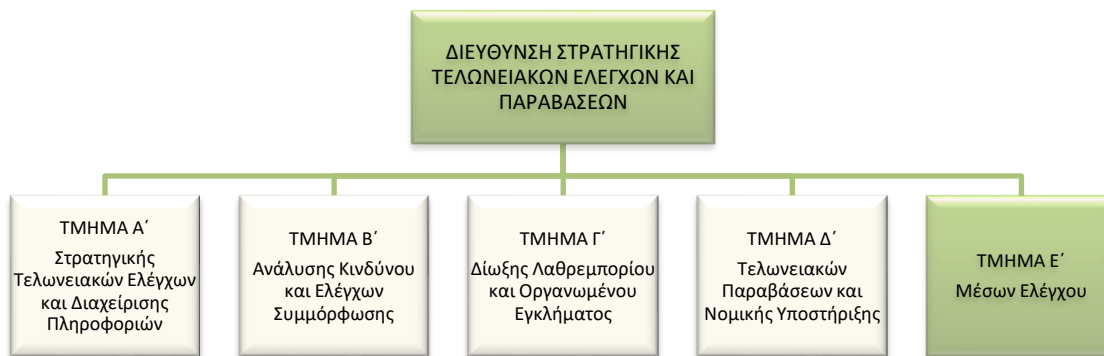 ΔΙΕΥΘΥΝΣΗ ΣΤΡΑΤΗΓΙΚΗΣ
ΤΕΛΩΝΕΙΑΚΩΝ ΕΛΕΓΧΩΝ ΚΑΙ
ΠΑΡΑΒΑΣΕΩΝ
ΤΜΗΜΑ Α΄
Στρατηγικής
Τελωνειακών Ελέγχων
και Διαχείρισης
Πληροφοριών
ΤΜΗΜΑ Β΄
Ανάλυσης Κινδύνου
και Ελέγχων
Συμμόρφωσης
ΤΜΗΜΑ Γ΄
Δίωξης Λαθρεμπορίου
και Οργανωμένου
Εγκλήματος
ΤΜΗΜΑ Δ΄
Τελωνειακών
Παραβάσεων και
Νομικής Υποστήριξης
ΤΜΗΜΑ Ε΄
Μέσων Ελέγχου